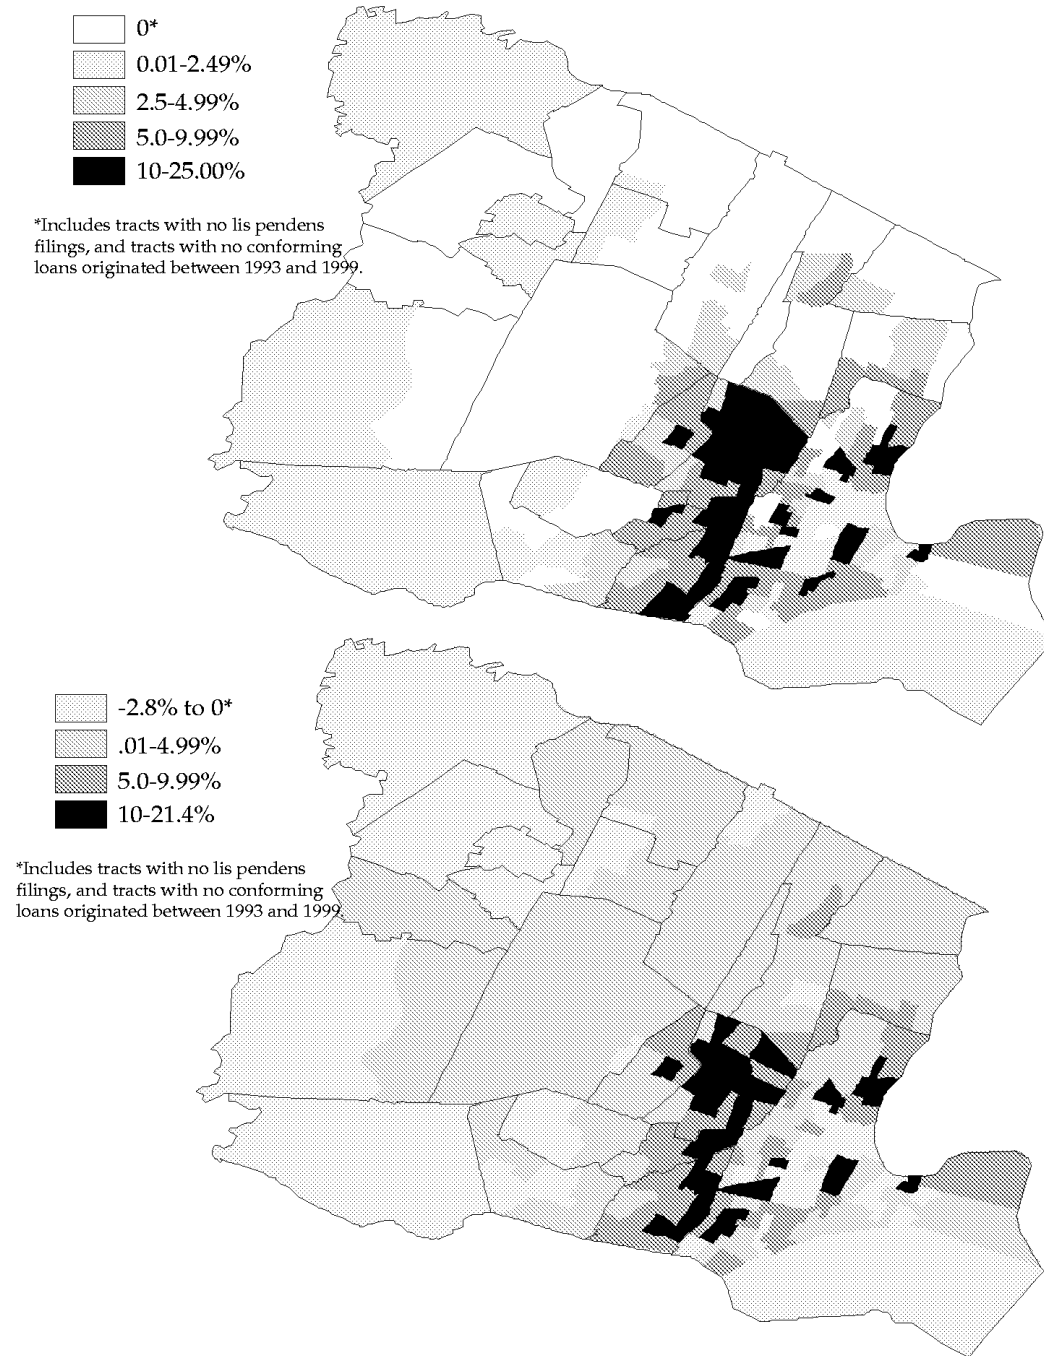 0*
0.01-2.49%
2.5-4.99%
5.0-9.99%
10-25.00%
*Includes tracts with no lis pendens
filings, and tracts with no conforming
loans originated between 1993 and 1999.
-2.8% to 0*
.01-4.99%
5.0-9.99%
10-21.4%
*Includes tracts with no lis pendens
filings, and tracts with no conforming
loans originated between 1993 and 1999.